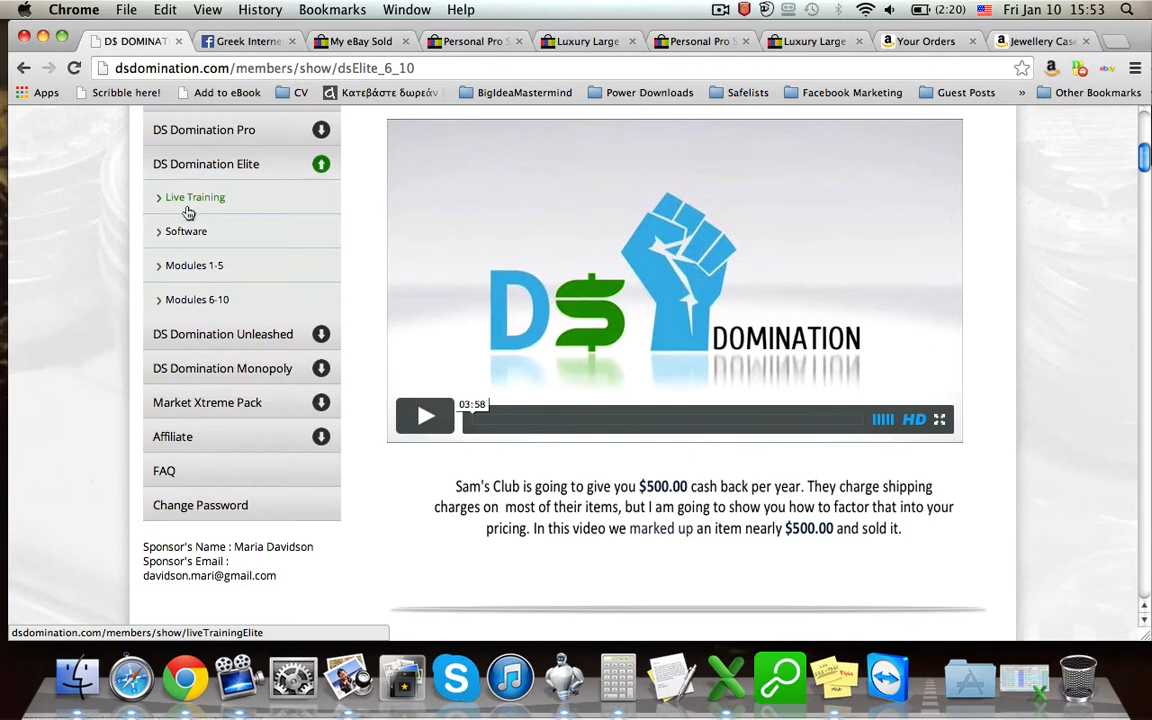 Chrome File Edit View History Bookmarks Window Help (2:20) Fri Jan 10 15:53
D$ DOMINAT Greek Interne My eBay Sold Personal Pro S Luxury Large Personal Pro S Luxury Large Your Orders Jewellery Case
dsdomination.com/members/show/dsElite_6_10
Apps Scribble here! Add to eBook CV Κατεβάστε δωρεάν BigIdeaMastermind Power Downloads Safelists Facebook Marketing Guest Posts » Other Bookmarks
DS Domination Pro
DS Domination Elite
Live Training
Software
Modules 1-5
Modules 6-10
DS Domination Unleashed
DS Domination Monopoly
Market Xtreme Pack
Affiliate
FAQ
Change Password
Sponsor's Name : Maria Davidson
Sponsor's Email :
davidson.mari@gmail.com
D$ DOMINATION
03:58
HD
Sam's Club is going to give you $500.00 cash back per year. They charge shipping
charges on most of their items, but I am going to show you how to factor that into your
pricing. In this video we marked up an item nearly $500.00 and sold it.
dsdomination.com/members/show/liveTrainingElite